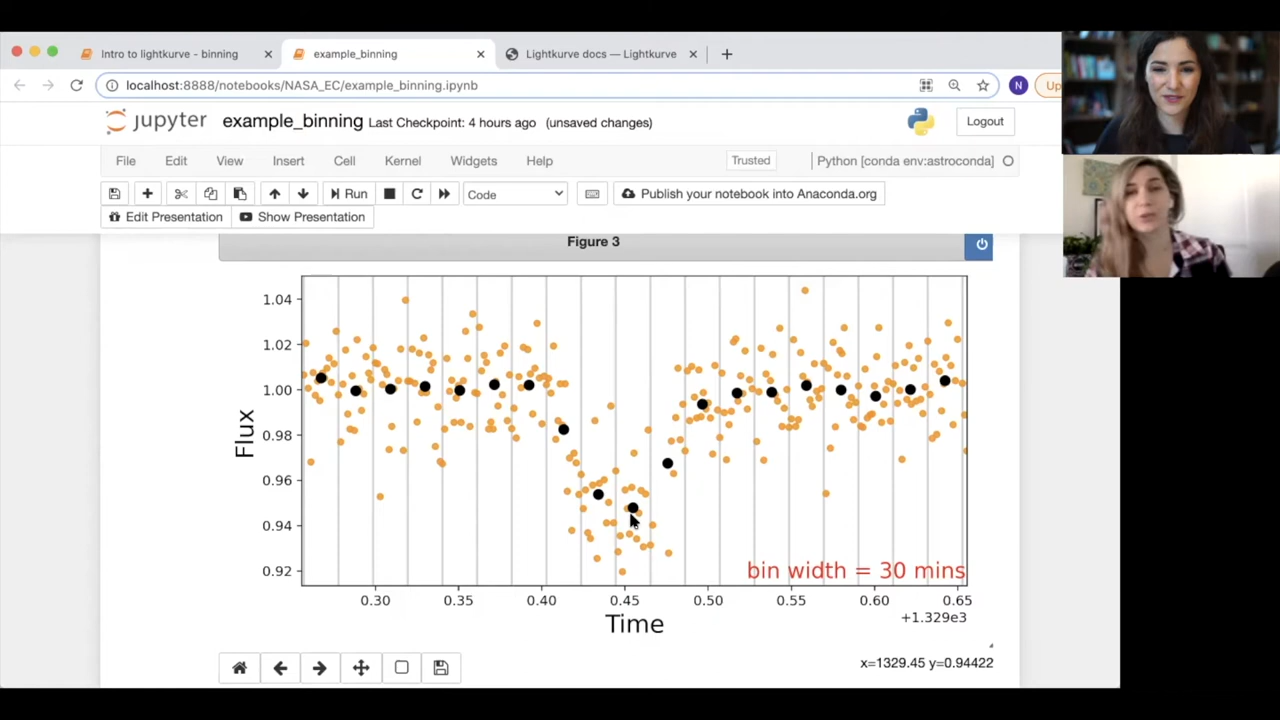 Intro to lightkurve - binning
example_binning
Lightkurve docs — Lightkurve
localhost:8888/notebooks/NASA_EC/example_binning.ipynb
N
Up
jupyter example_binning Last Checkpoint: 4 hours ago (unsaved changes)
Logout
File Edit View Insert Cell Kernel Widgets Help
Trusted
Python [conda env:astroconda]
Run
Code
Publish your notebook into Anaconda.org
Edit Presentation
Show Presentation
Figure 3
1.04
1.02
1.00
0.98
0.96
0.94
0.92
Flux
bin width = 30 mins
0.30 0.35 0.40 0.45 0.50 0.55 0.60 0.65
+1.329e3
Time
x=1329.45 y=0.94422